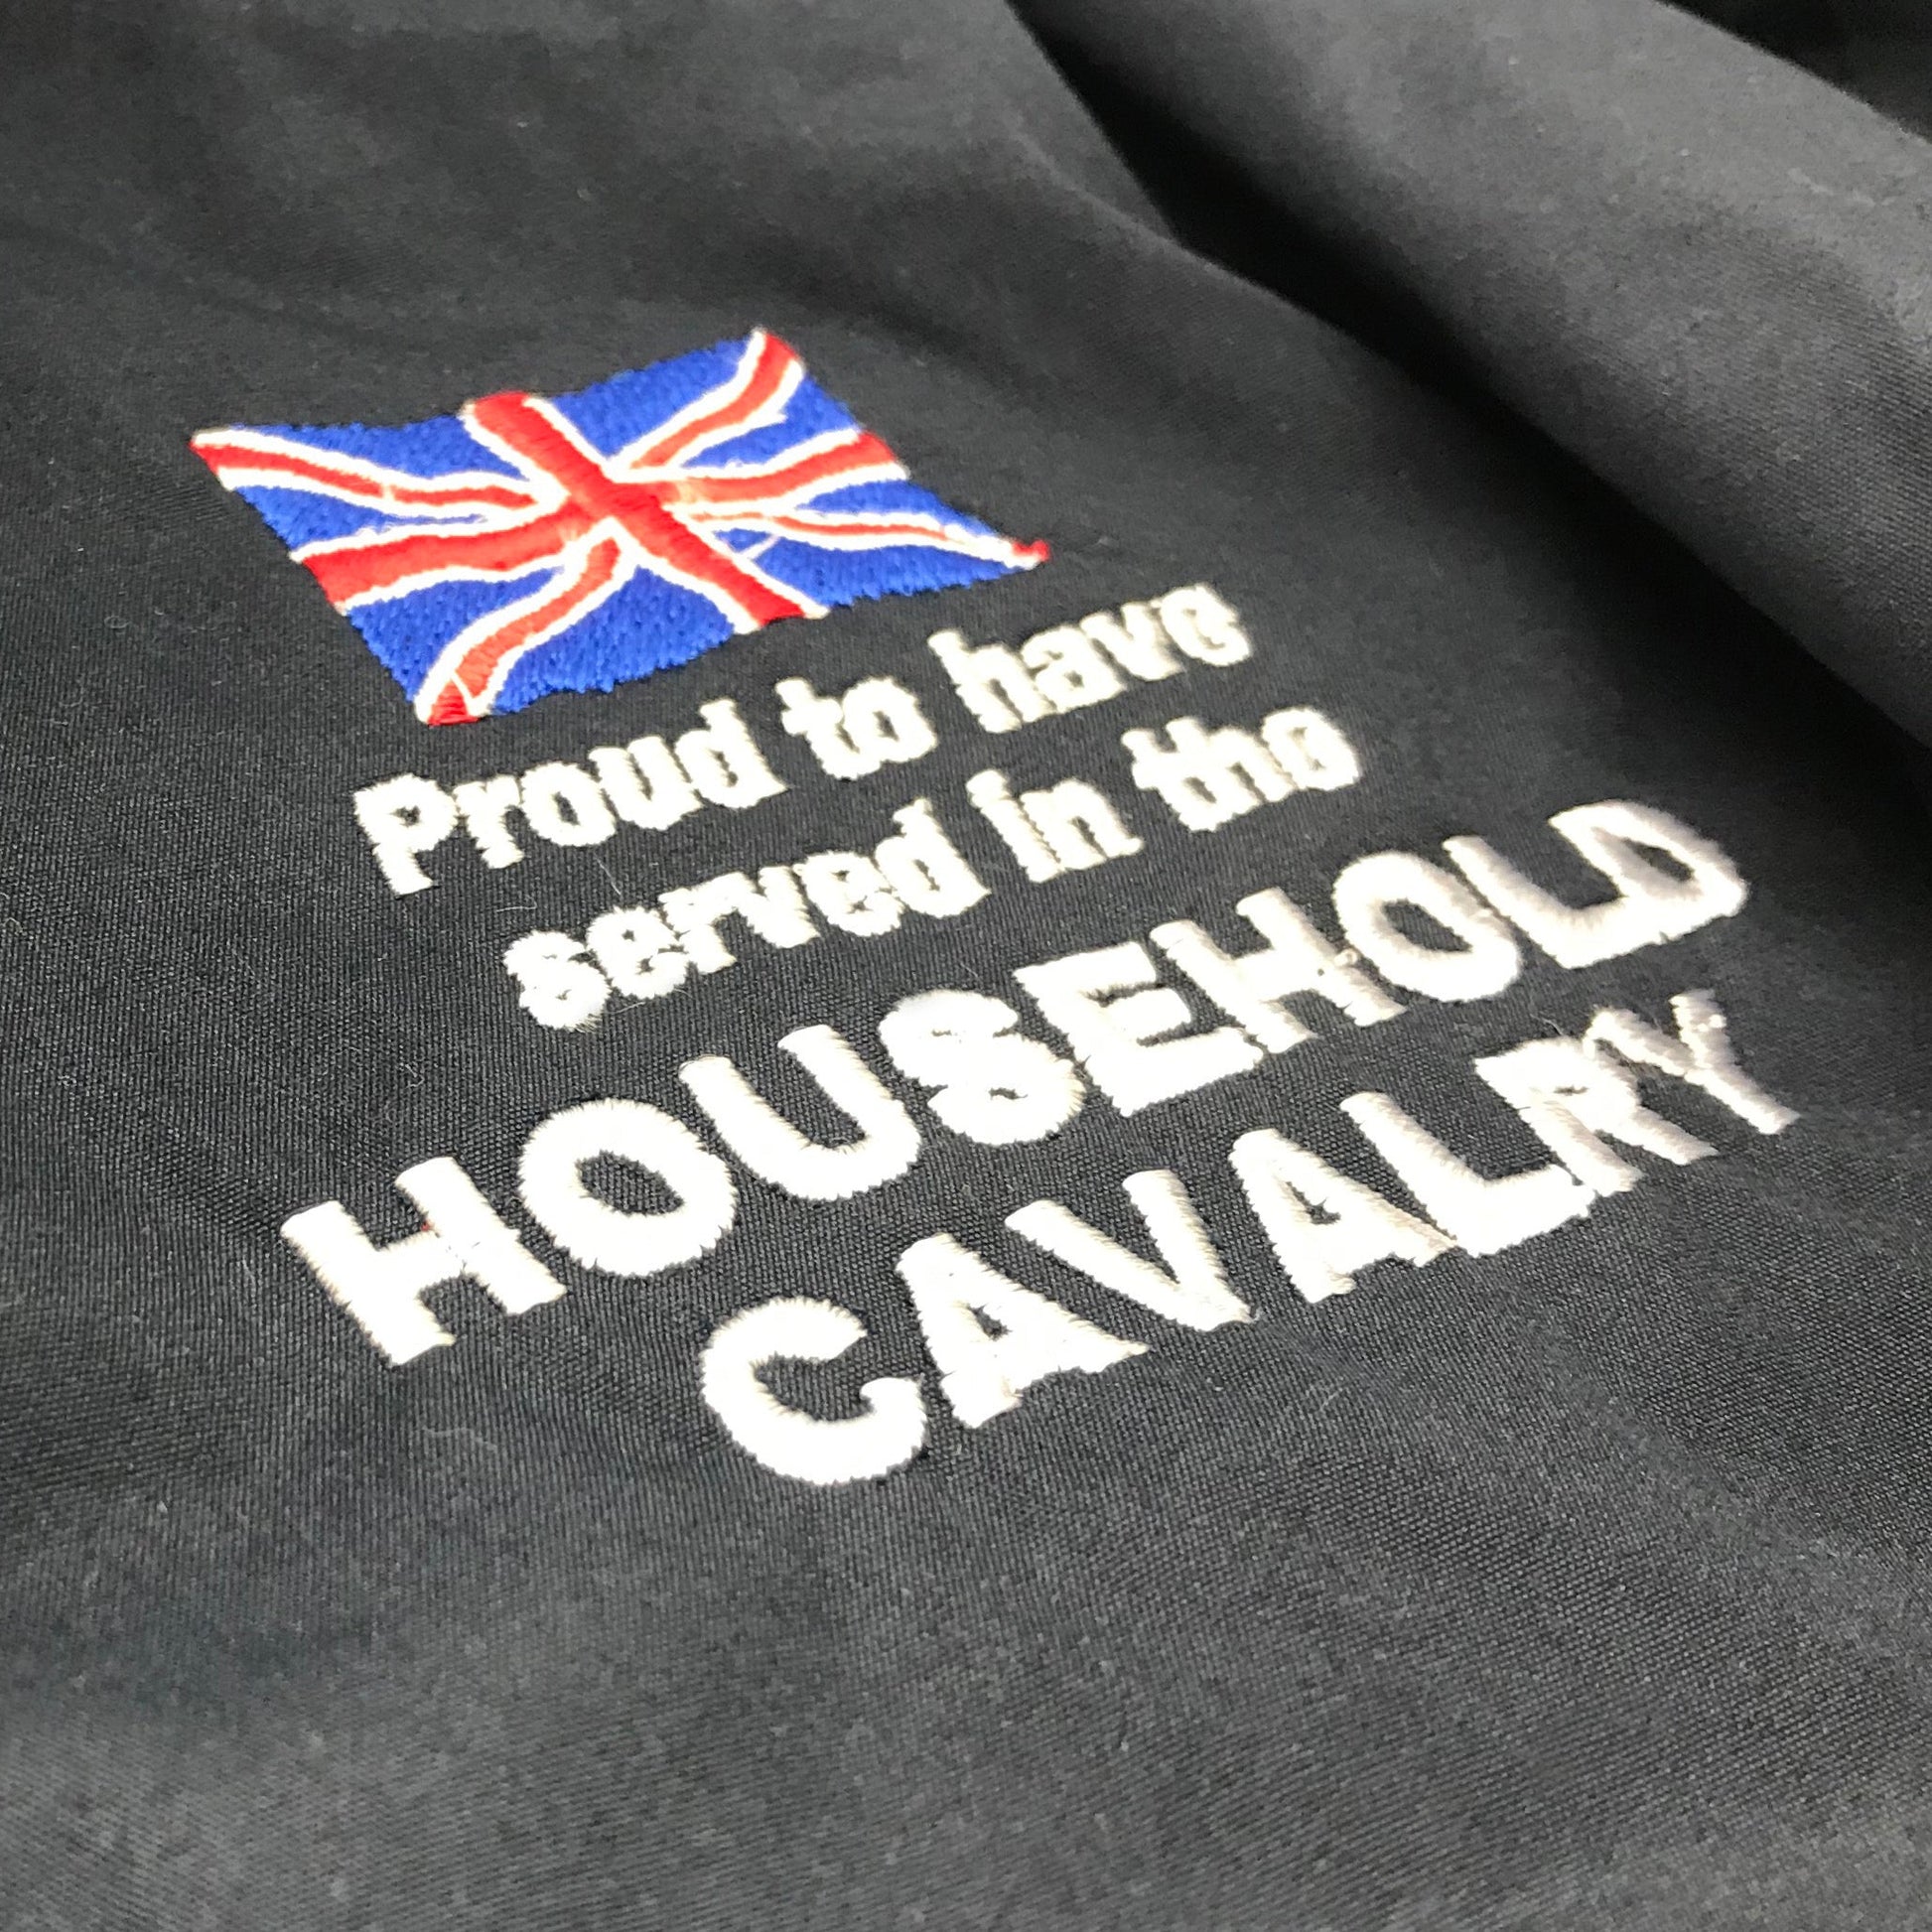 Proud to have
served in the
HOUSEHOLD
CAVALRY